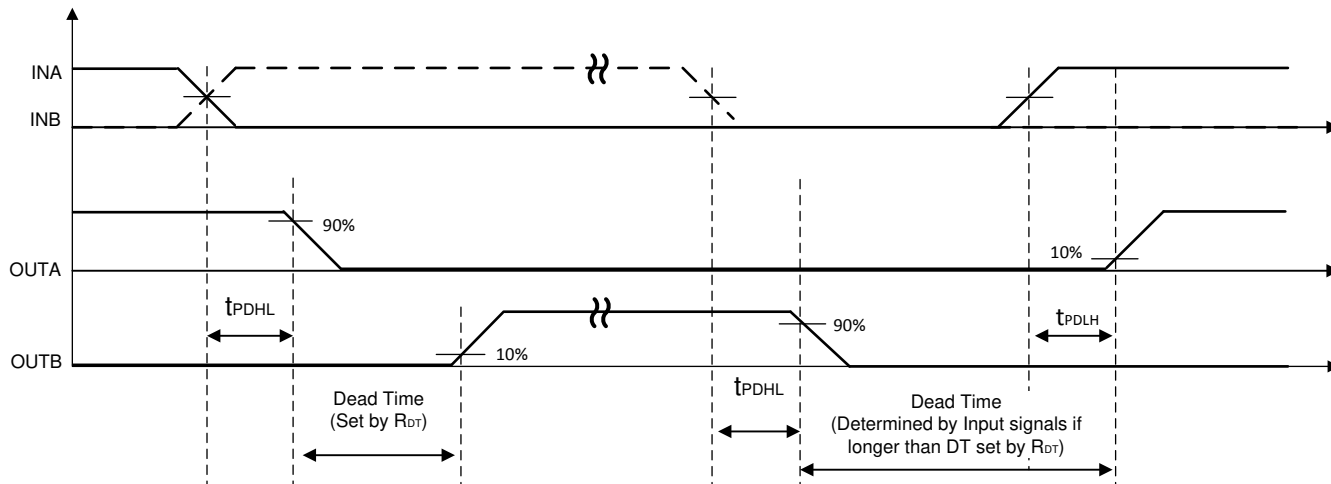 INA
INB
90%
10%
OUTA
tPDHL
tPDLH
90%
10%
OUTB
tPDHL
Dead Time
(Set by RDT)
Dead Time
(Determined by Input signals if
longer than DT set by RDT)